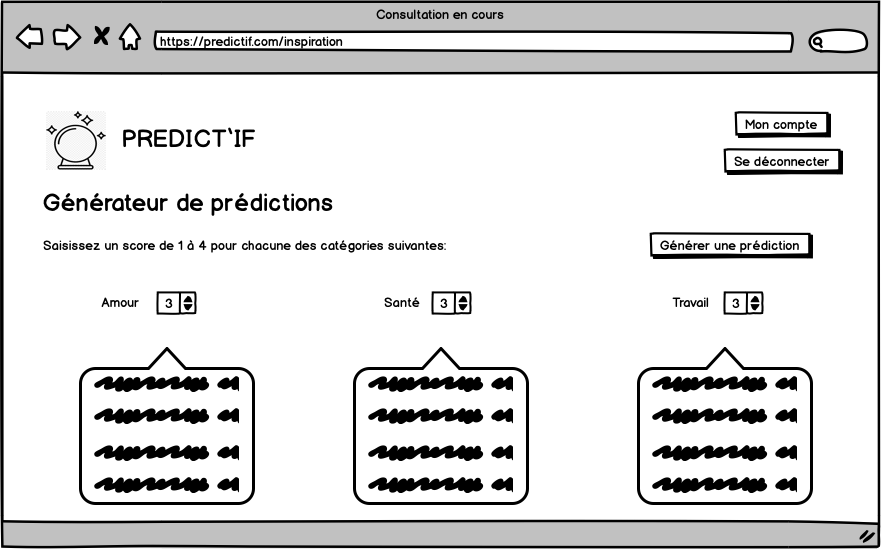 Consultation en cours
https://predictif.com/inspiration
PREDICT'IF
Mon compte
Se déconnecter
Générateur de prédictions
Saisissez un score de 1 à 4 pour chacune des catégories suivantes:
Générer une prédiction
Amour 3
Santé 3
Travail 3